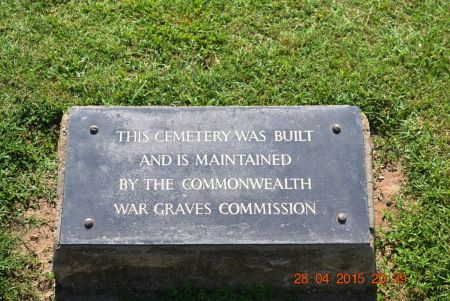 THIS CEMETERY WAS BUILT
AND IS MAINTAINED
BY THE COMMONWEALTH
WAR GRAVES COMMISSION
28 04 2015